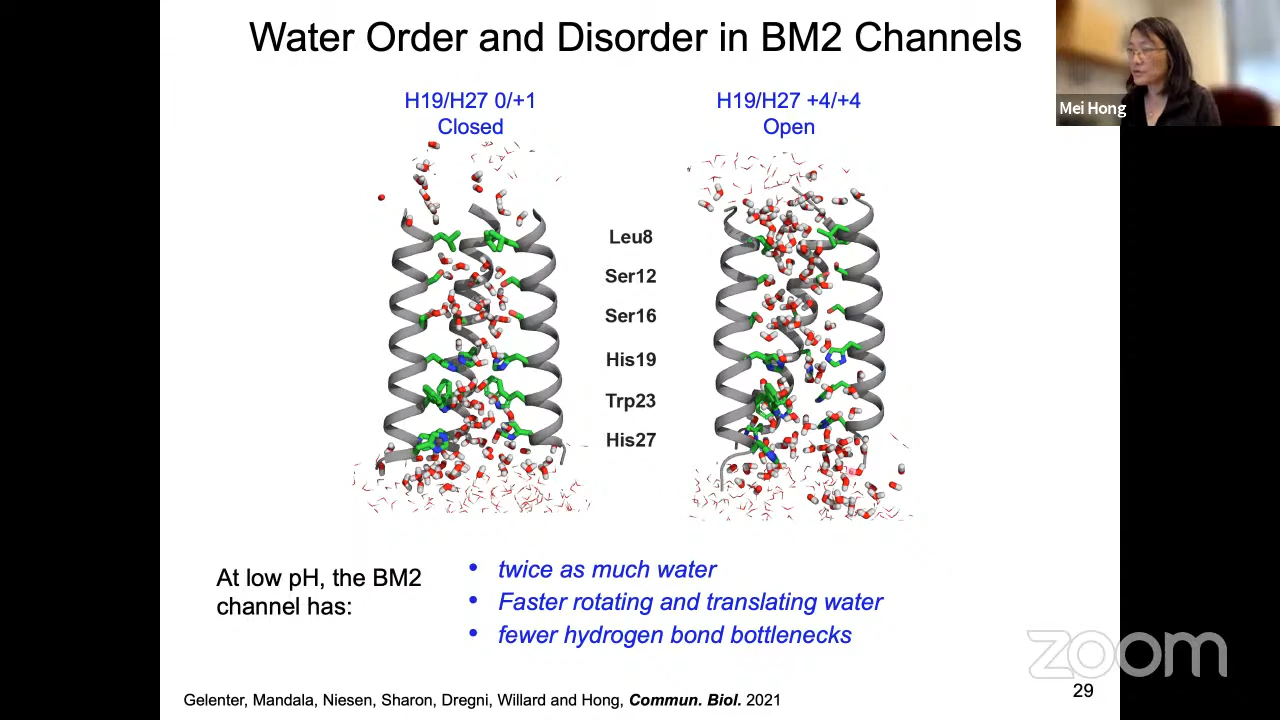 Water Order and Disorder in BM2 Channels
Mei Hong
H19/H27 0/+1
Closed
H19/H27 +4/+4
Open
Leu8
Ser12
Ser16
His19
Trp23
His27
At low pH, the BM2
channel has:
• twice as much water
• Faster rotating and translating water
• fewer hydrogen bond bottlenecks
zoom
29
Gelenter, Mandala, Niesen, Sharon, Dregni, Willard and Hong, Commun. Biol. 2021